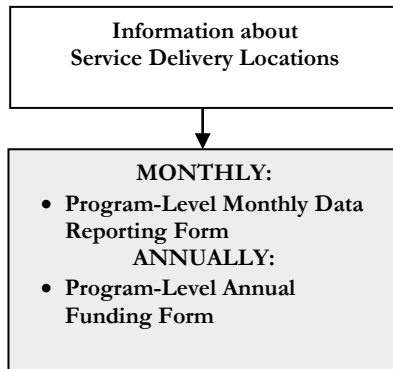 Information about
Service Delivery Locations
MONTHLY:
• Program-Level Monthly Data
Reporting Form
ANNUALLY:
• Program-Level Annual
Funding Form